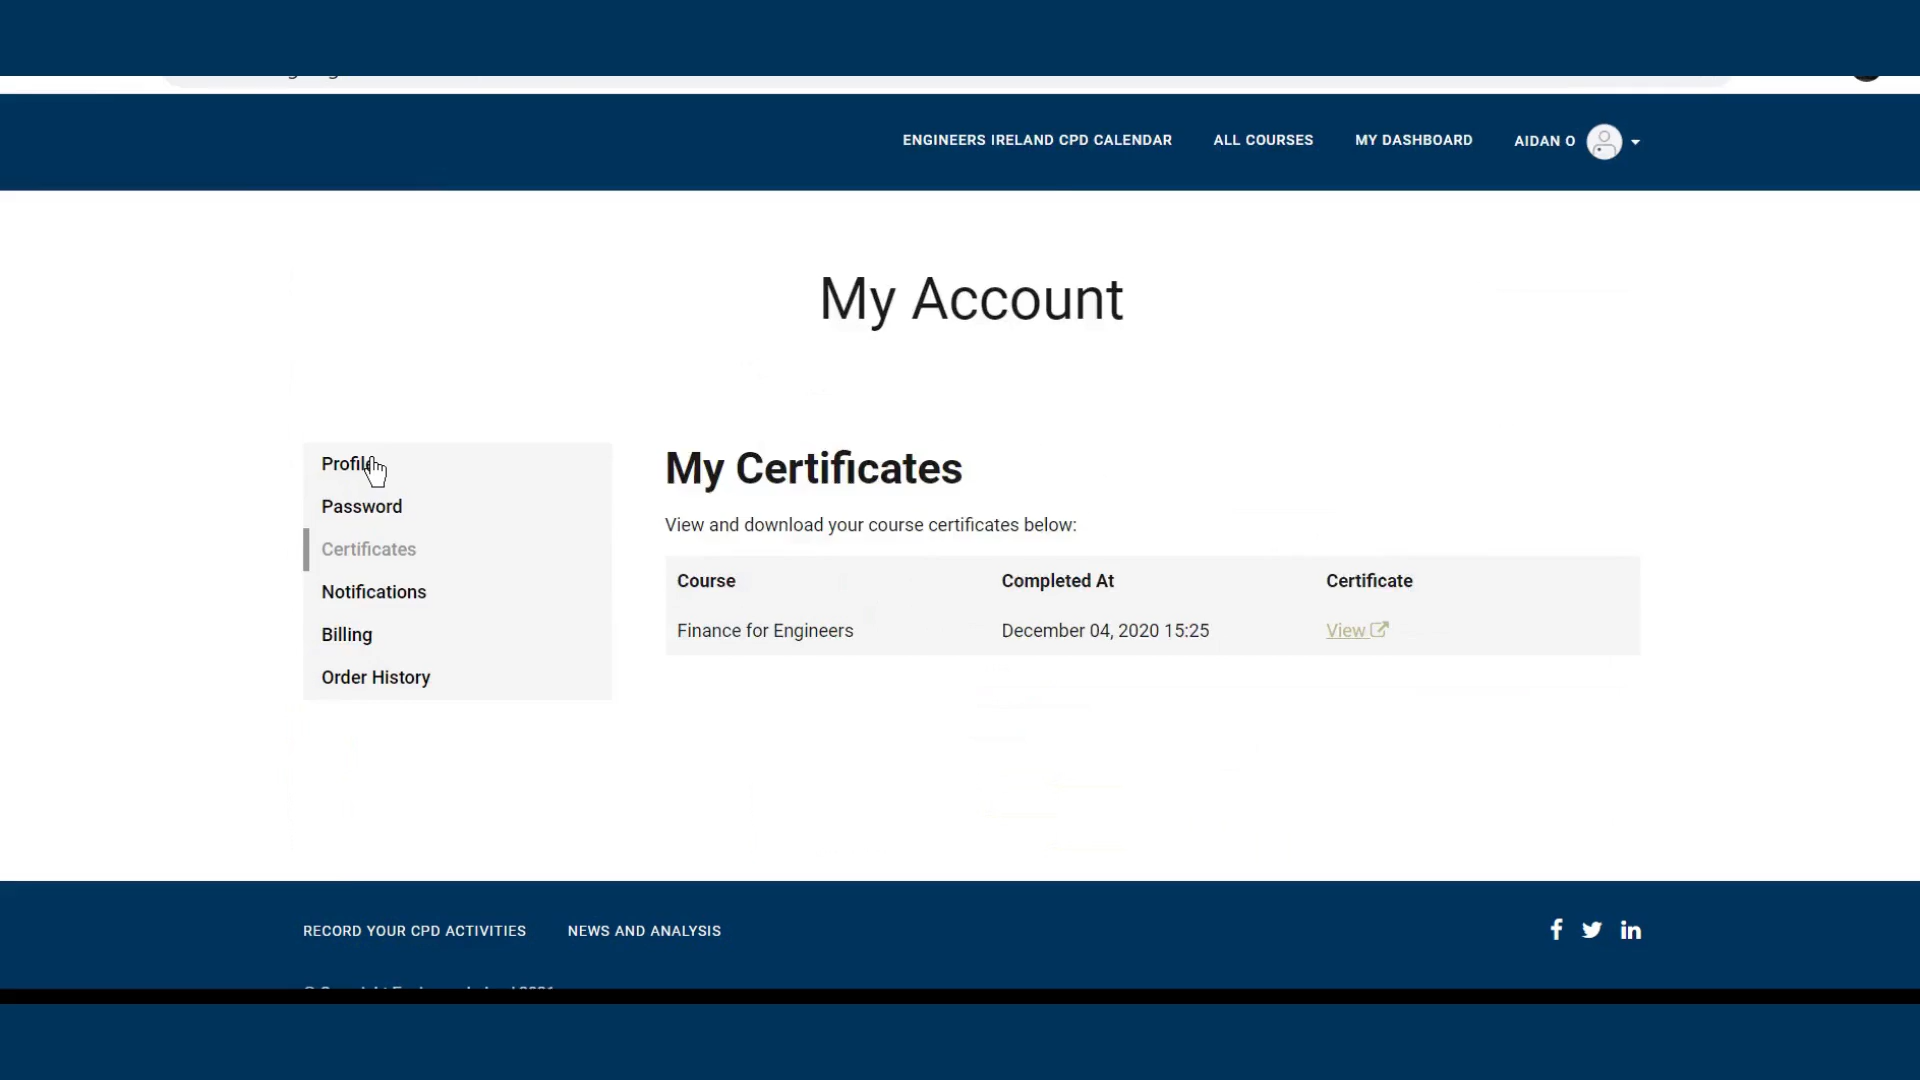 ENGINEERS IRELAND CPD CALENDAR ALL COURSES MY DASHBOARD AIDAN O
My Account
Profile
Password
Certificates
Notifications
Billing
Order History
My Certificates
View and download your course certificates below:
Course Completed At Certificate
Finance for Engineers December 04, 2020 15:25 View
RECORD YOUR CPD ACTIVITIES NEWS AND ANALYSIS